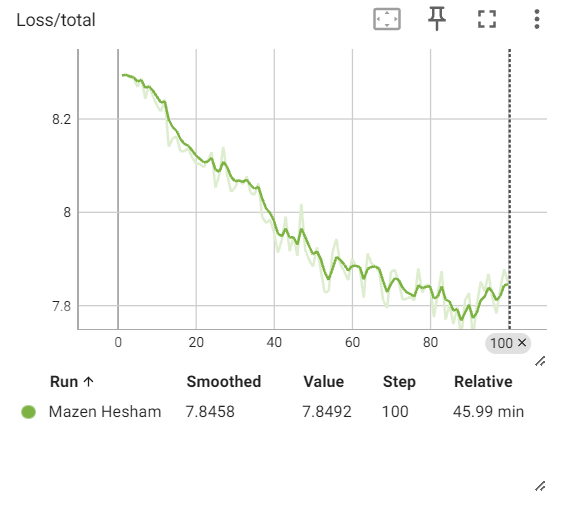 Loss/total
8.2
8
7.8
0 20 40 60 80 100 ×
Run ↑ Smoothed Value Step Relative
Mazen Hesham 7.8458 7.8492 100 45.99 min